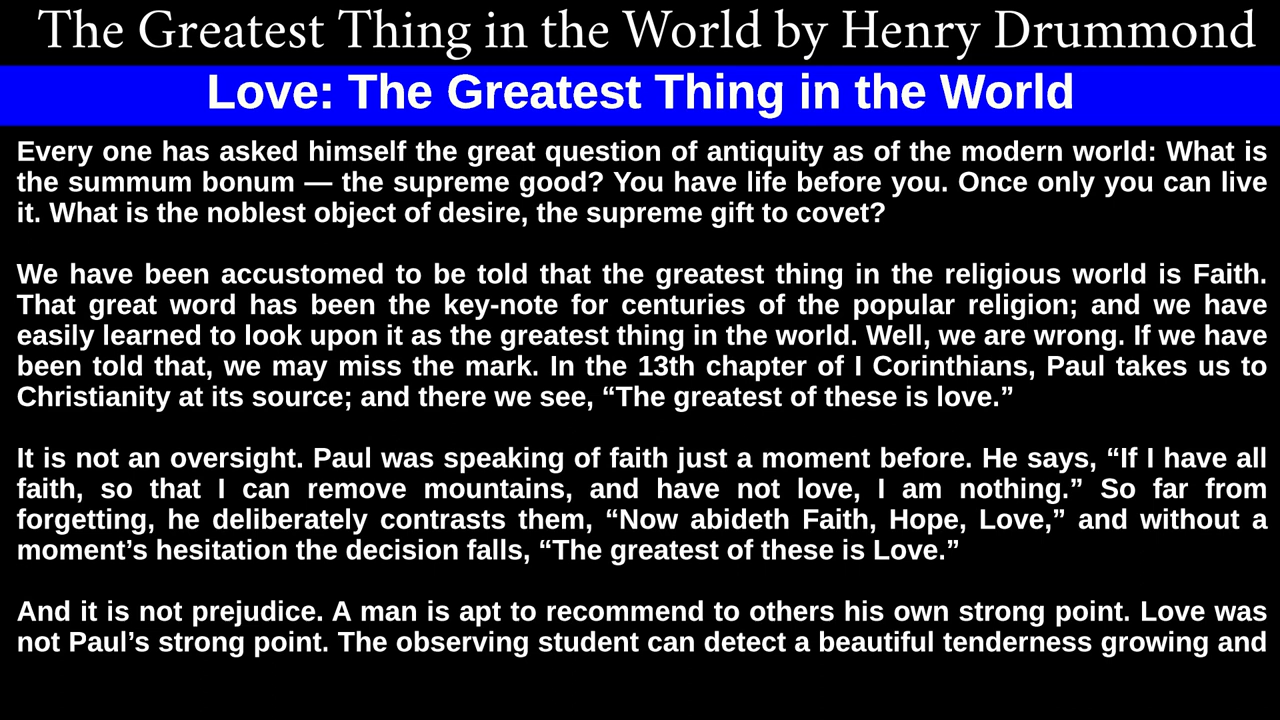 The Greatest Thing in the World by Henry Drummond
Love: The Greatest Thing in the World
Every one has asked himself the great question of antiquity as of the modern world: What is
the summum bonum — the supreme good? You have life before you. Once only you can live
it. What is the noblest object of desire, the supreme gift to covet?
We have been accustomed to be told that the greatest thing in the religious world is Faith.
That great word has been the key-note for centuries of the popular religion; and we have
easily learned to look upon it as the greatest thing in the world. Well, we are wrong. If we have
been told that, we may miss the mark. In the 13th chapter of I Corinthians, Paul takes us to
Christianity at its source; and there we see, “The greatest of these is love.”
It is not an oversight. Paul was speaking of faith just a moment before. He says, “If I have all
faith, so that I can remove mountains, and have not love, I am nothing.” So far from
forgetting, he deliberately contrasts them, “Now abideth Faith, Hope, Love,” and without a
moment’s hesitation the decision falls, “The greatest of these is Love.”
And it is not prejudice. A man is apt to recommend to others his own strong point. Love was
not Paul’s strong point. The observing student can detect a beautiful tenderness growing and